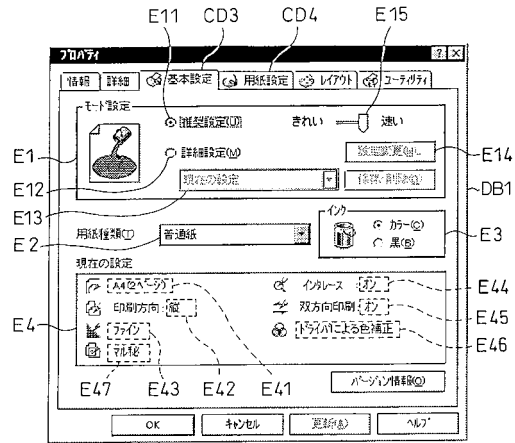 E11 CD3 CD4 E15
プロパティ ? ×
情報 詳細 基本設定 用紙設定 レイアウト ユーティリティ
モード設定
推奨設定(U) きれい 速い
E1 詳細設定(M) E14
E12
E13 現在の設定 DB1
インク
E2 用紙種類(T) 普通紙 カラー(C) E3
黒(B)
現在の設定
A4(2ページ) インタレース:オン E44
印刷方向:縦 双方向印刷:オン E45
E4 ファイン ドライバによる色補正 E46
マル秘
E47 E43 E42 E41 バージョン情報(O)
OK キャンセル 更新(A) ヘルプ